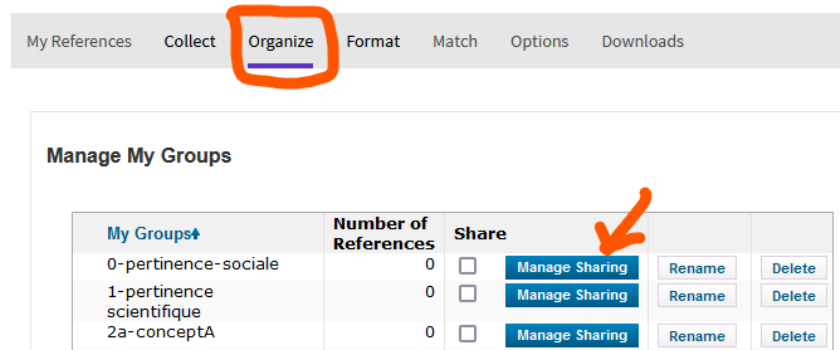 My References Collect Organize Format Match Options Downloads
Manage My Groups
My Groups Number of References Share
0-pertinence-sociale 0 Manage Sharing Rename Delete
1-pertinence scientifique 0 Manage Sharing Rename Delete
2a-conceptA 0 Manage Sharing Rename Delete